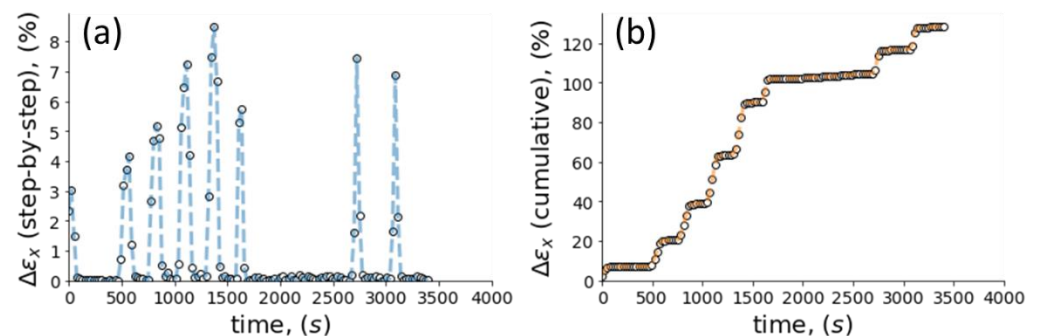 (a)
Δεₓ (step-by-step), (%)
8
7
6
5
4
3
2
1
0
0 500 1000 1500 2000 2500 3000 3500 4000
time, (s)
(b)
Δεₓ (cumulative), (%)
120
100
80
60
40
20
0
0 500 1000 1500 2000 2500 3000 3500 4000
time, (s)